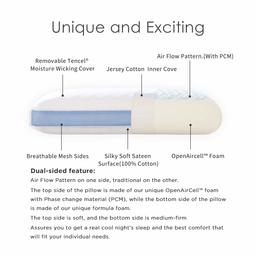 Unique and Exciting
Air Flow Pattern.(With PCM)
Removable Tencel®
Moisture Wicking Cover
Jersey Cotton Inner Cove
Breathable Mesh Sides
Silky Soft Sateen
Surface(100% Cotton)
OpenAircell™ Foam
Dual-sided feature:
Air Flow Pattern on one side, traditional on the other.
The top side of the pillow is made of our unique OpenAirCell™ foam
with Phase change material (PCM), while the bottom side of the pillow
is made of our unique formula foam.
The top side is soft, and the bottom side is medium-firm
Assures you to get a real cool night's sleep and the best comfort that
will fit your individual needs.